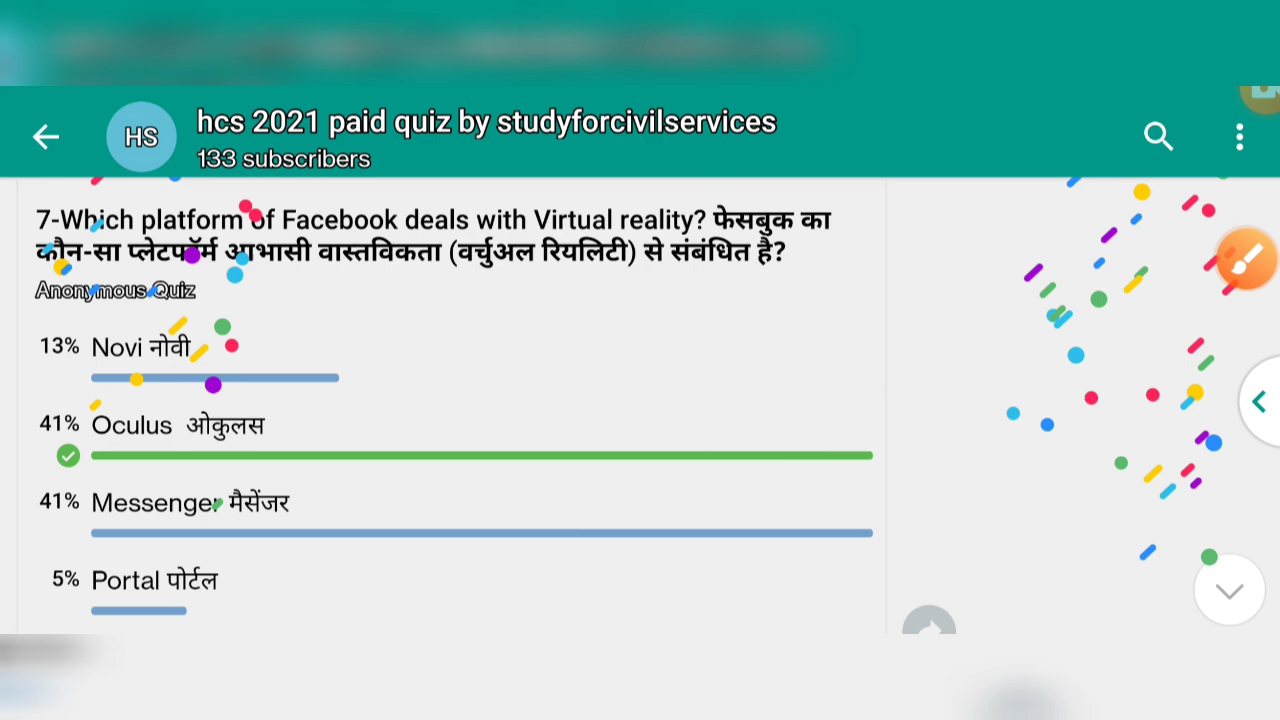 HS
hcs 2021 paid quiz by studyforcivilservices
133 subscribers
7-Which platform of Facebook deals with Virtual reality? फेसबुक का
कौन-सा प्लेटफॉर्म आभासी वास्तविकता (वर्चुअल रियलिटी) से संबंधित है?
Anonymous Quiz
13% Novi नोवी
41% Oculus ओकुलस
41% Messenger मैसेंजर
5% Portal पोर्टल